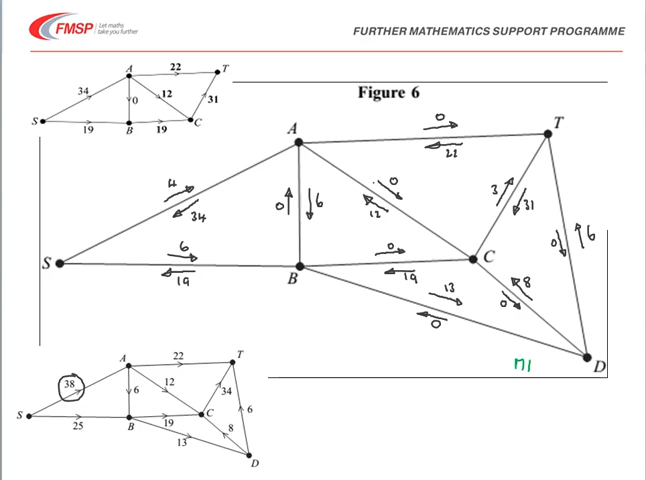 FMSP Let maths take you further
FURTHER MATHEMATICS SUPPORT PROGRAMME
A 22 T
34 0 12 31
S 19 B 19 C
Figure 6
A 0 T
22
4 34 0 6 0 12 3 31 0 6
S 6 19 B 0 19 C
13 0 0 8
M1 D
A 22 T
38 6 12 34 6
S 25 B 19 C
13 8
D